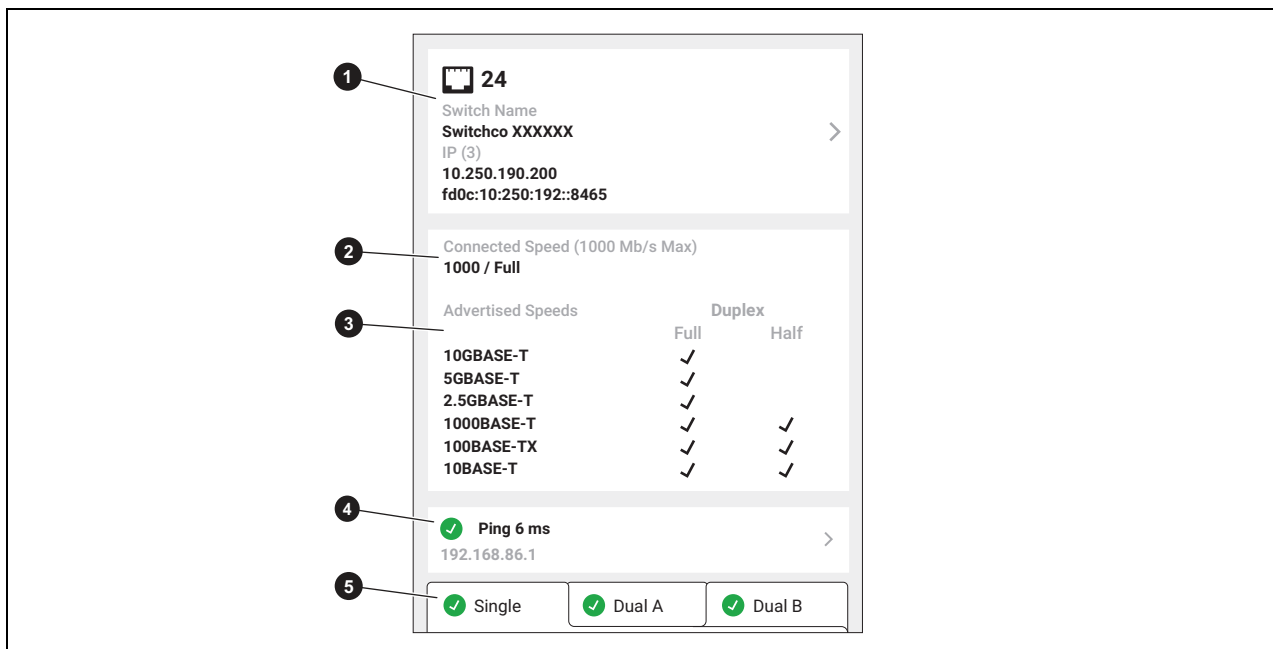 1
24
Switch Name
Switchco XXXXXX
IP (3)
10.250.190.200
fd0c:10:250:192::8465
2
Connected Speed (1000 Mb/s Max)
1000 / Full
3
Advertised Speeds Duplex
Full Half
10GBASE-T
5GBASE-T
2.5GBASE-T
1000BASE-T
100BASE-TX
10BASE-T
4
Ping 6 ms
192.168.86.1
5
Single Dual A Dual B